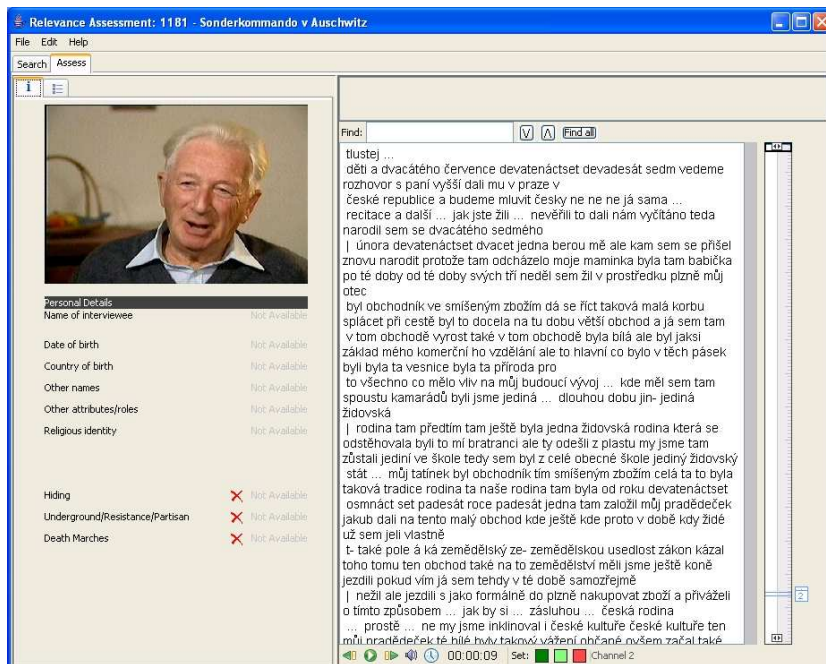 Relevance Assessment: 1181 - Sonderkommando v Auschwitz
File Edit Help
Search Assess
Personal Details
Name of interviewee Not Available
Date of birth Not Available
Country of birth Not Available
Other names Not Available
Other attributes/roles Not Available
Religious identity Not Available
Hiding Not Available
Underground/Resistance/Partisan Not Available
Death Marches Not Available
Find: Find all
tlustej ...
děti a dvacátého července devatenáctset devadesát sedm vedeme
rozhovor s paní vyšší dali mu v praze v
české republice a budeme mluvit česky ne ne ne já sama ...
recitace a další ... jak jste žili ... nevěřili to dali nám vyčítáno teda
narodil sem se dvacátého sedmého
| února devatenáctset dvacet jedna berou mě ale kam sem se přišel
znovu narodit protože tam odcházelo moje maminka byla tam babička
po té doby od té doby svých tří neděl sem žil v prostředku plzně můj
otec
byl obchodník ve smíšeným zbožím dá se říct taková malá korbu
splácet při cestě byl to docela na tu dobu větší obchod a já sem tam
v tom obchodě vyrost také v tom obchodě byla bílá ale byl jaksi
základ mého komerční ho vzdělání ale to hlavní co bylo v těch pásek
byli byla ta vesnice byla ta příroda pro
to všechno co mělo vliv na můj budoucí vývoj ... kde měl sem tam
spoustu kamarádů byli jsme jediná ... dlouhou dobu jin- jediná
židovská
| rodina tam předtím tam ještě byla jedna židovská rodina která se
odstěhovala byli to mí bratranci ale ty odešli z plastu my jsme tam
zůstali jediní ve škole tedy sem byl z celé obecné škole jediný židovský
stát ... můj tatínek byl obchodník tím smíšeným zbožím celá ta to byla
taková tradice rodina ta naše rodina tam byla od roku devatenáctset
osmnáct set padesát roce padesát jedna tam založil můj pradědeček
jakub dali na tento malý obchod kde ještě kde proto v době kdy židé
už sem jeli vlastně
t- také pole á ká zemědělský ze- zemědělskou usedlost zákon kázal
toho tomu ten obchod také na to zemědělství měli jsme ještě koně
jezdili pokud vím já sem tehdy v té době samozřejmě
| nežil ale jezdili s jako formálně do plzně nakupovat zboží a přiváželi
o tímto způsobem ... jak by si ... zásluhou ... česká rodina
... prostě ... ne my jsme inklinoval i české kultuře české kultuře ten
můj pradědeček té bílé byly takový vážení občané ovšem začal také
2
00:00:09 Set: Channel 2